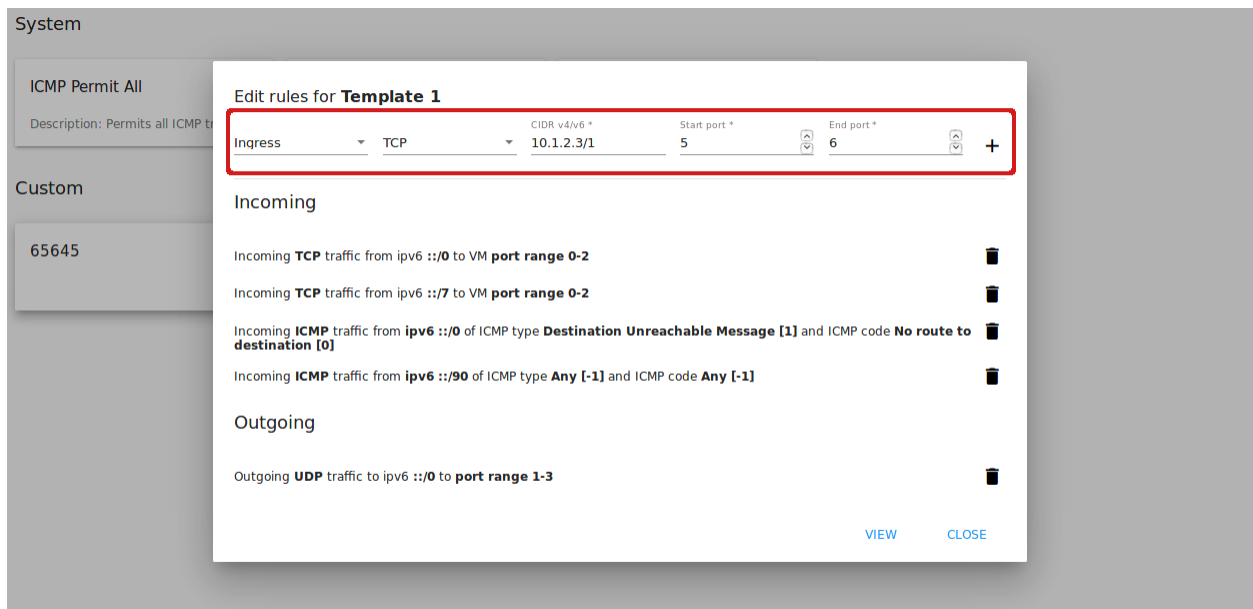 System
ICMP Permit All
Description: Permits all ICMP
Custom
65645
Edit rules for Template 1
Ingress TCP CIDR v4/v6 * 10.1.2.3/1 Start port * 5 End port * 6 +
Incoming
Incoming TCP traffic from ipv6 ::/0 to VM port range 0-2
Incoming TCP traffic from ipv6 ::/7 to VM port range 0-2
Incoming ICMP traffic from ipv6 ::/0 of ICMP type Destination Unreachable Message [1] and ICMP code No route to
destination [0]
Incoming ICMP traffic from ipv6 ::/90 of ICMP type Any [-1] and ICMP code Any [-1]
Outgoing
Outgoing UDP traffic to ipv6 ::/0 to port range 1-3
VIEW CLOSE